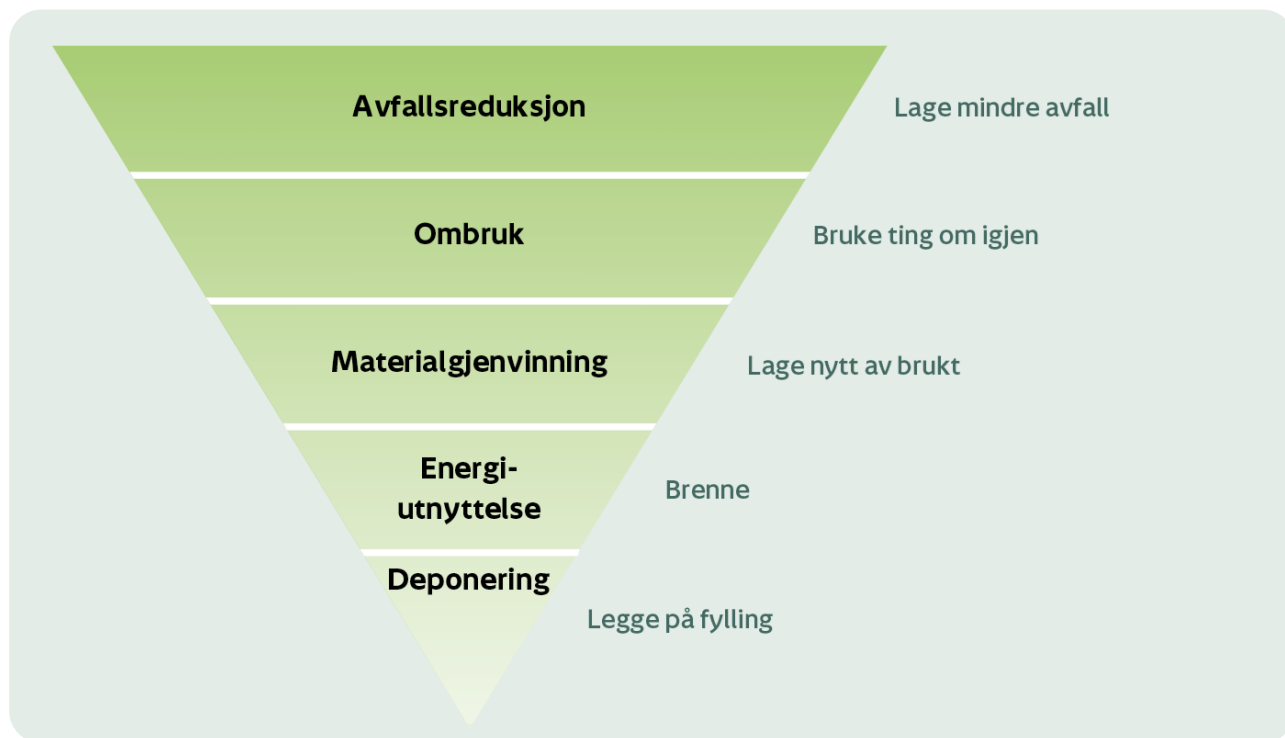 Avfallsreduksjon
Lage mindre avfall
Ombruk
Bruke ting om igjen
Materialgjenvinning
Lage nytt av brukt
Energi-
utnyttelse
Brenne
Deponering
Legge på fylling